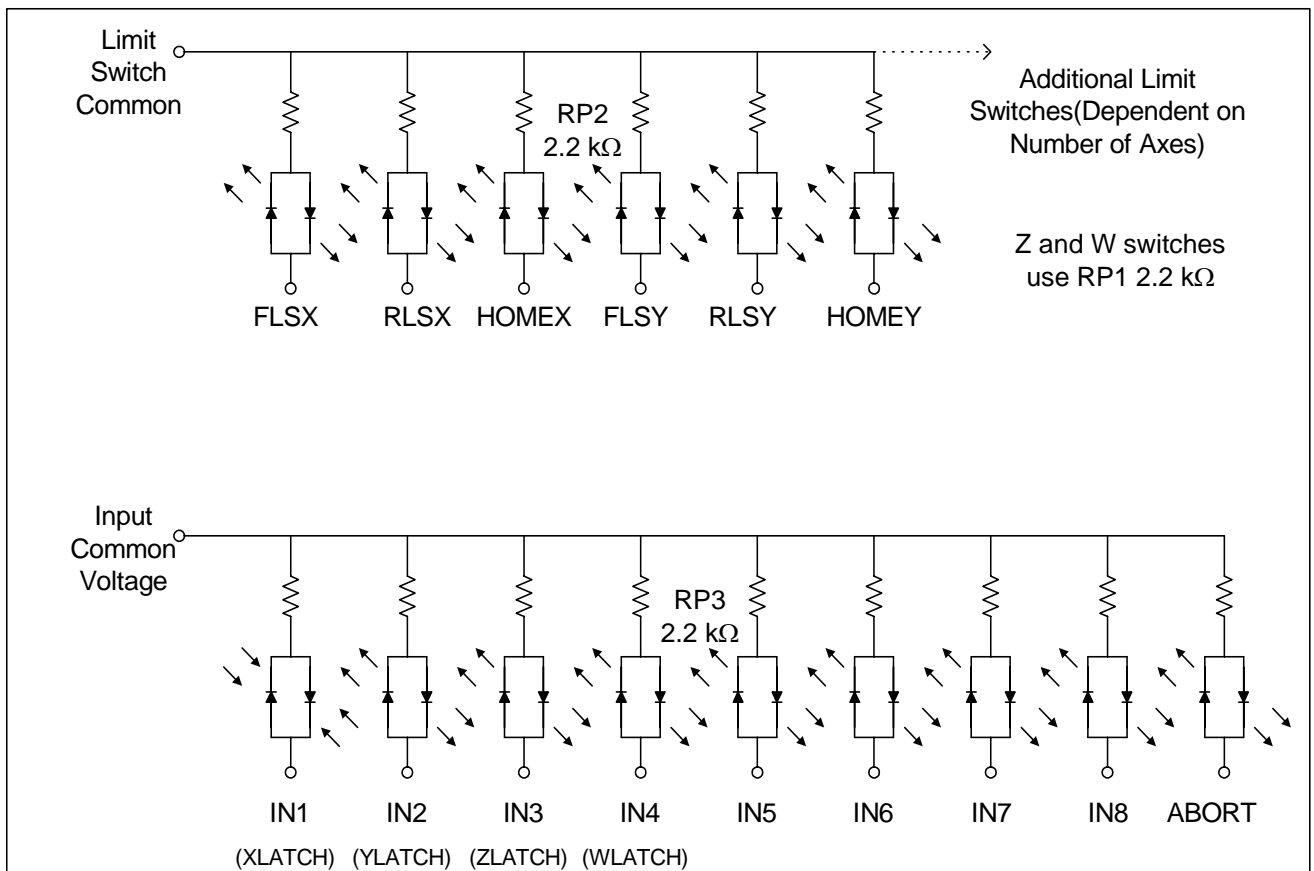 Limit
Switch
Common
RP2
2.2 kΩ
Additional Limit
Switches(Dependent on
Number of Axes)
Z and W switches
use RP1 2.2 kΩ
FLSX RLSX HOMEX FLSY RLSY HOMEY
Input
Common
Voltage
RP3
2.2 kΩ
IN1 IN2 IN3 IN4 IN5 IN6 IN7 IN8 ABORT
(XLATCH) (YLATCH) (ZLATCH) (WLATCH)